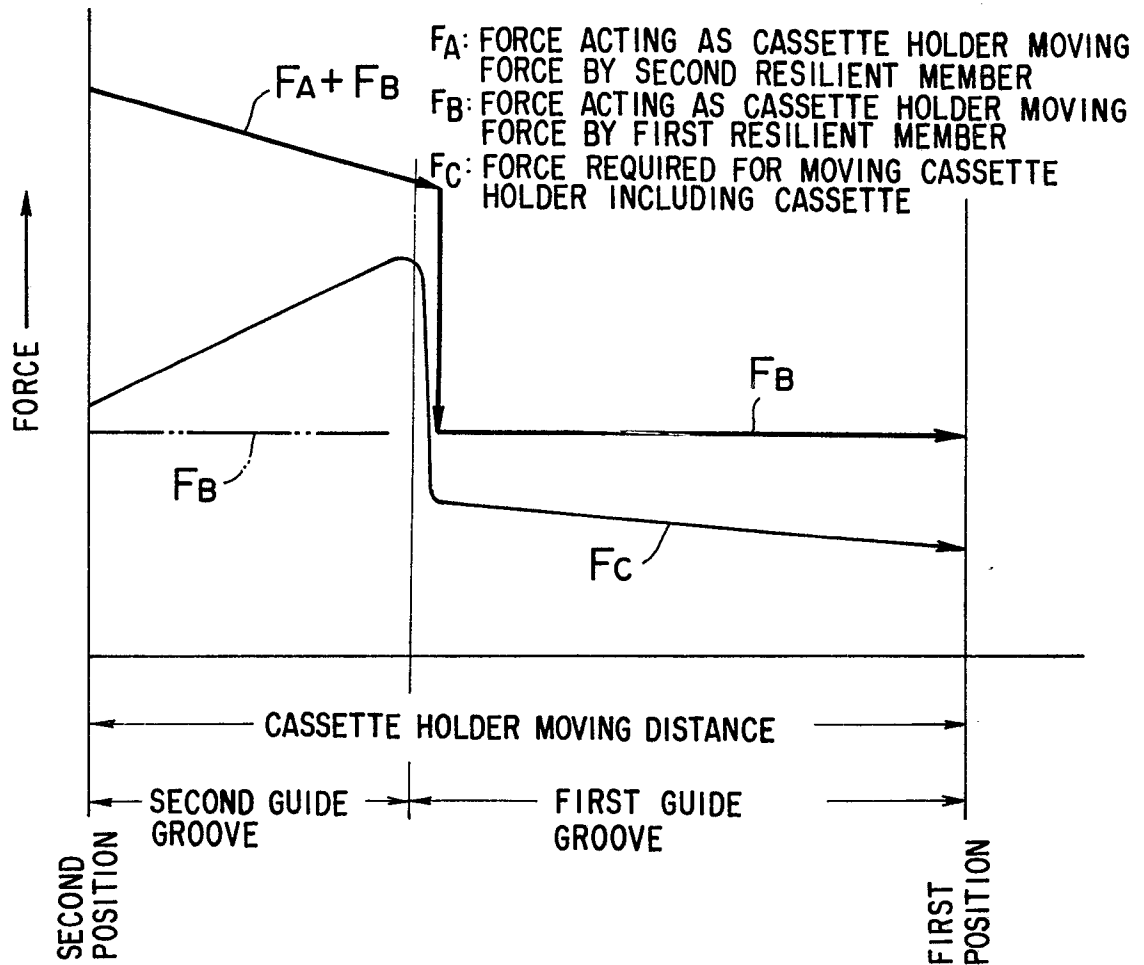 FA: FORCE ACTING AS CASSETTE HOLDER MOVING
FORCE BY SECOND RESILIENT MEMBER
FB: FORCE ACTING AS CASSETTE HOLDER MOVING
FORCE BY FIRST RESILIENT MEMBER
FC: FORCE REQUIRED FOR MOVING CASSETTE
HOLDER INCLUDING CASSETTE
FA + FB
FORCE
FB
FB
FC
CASSETTE HOLDER MOVING DISTANCE
SECOND GUIDE
GROOVE
FIRST GUIDE
GROOVE
SECOND
POSITION
FIRST
POSITION